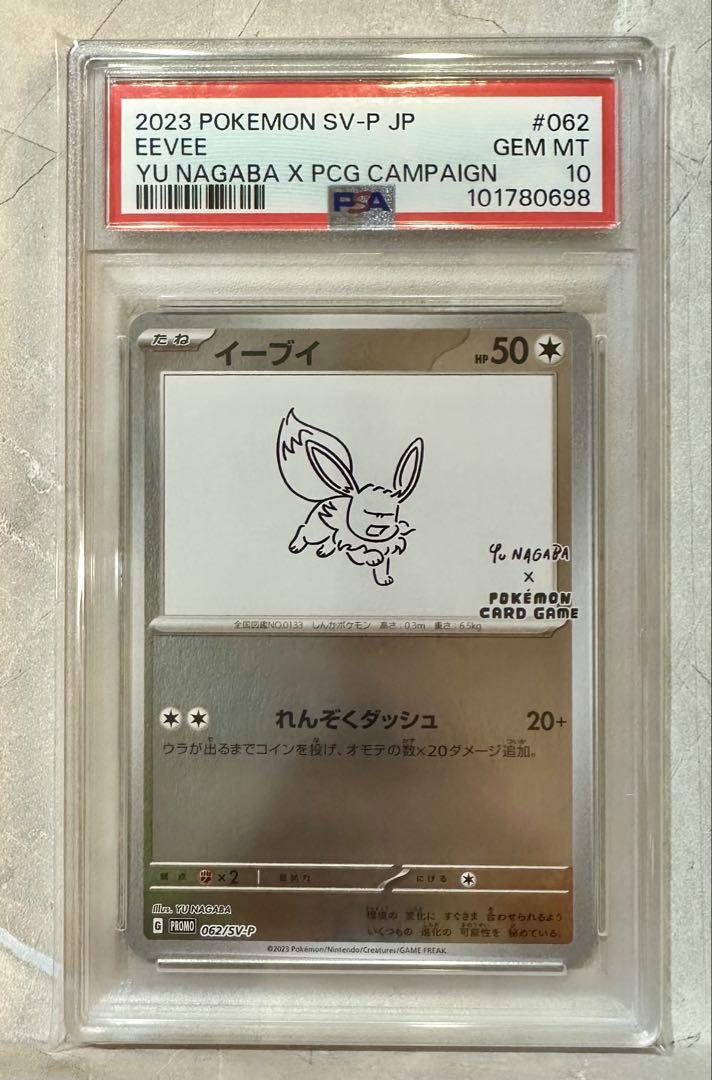 2023 POKEMON SV-P JP #062
EEVEE GEM MT
YU NAGABA X PCG CAMPAIGN 10
PSA 101780698
たね イーブイ HP50
YU NAGABA
×
POKÉMON
CARD GAME
全国図鑑NO.0133 しんかポケモン 高さ:0.3m 重さ:6.5kg
れんぞくダッシュ 20+
ウラが出るまでコインを投げ、オモテの数×20ダメージ追加。
弱点 ×2 抵抗力 にげる
Illus. YU NAGABA
環境の 変化に すぐさま 合わせられるよう
G PROMO 062/SV-P
いくつもの 進化の 可能性を 秘めている。
©2023 Pokémon/Nintendo/Creatures/GAME FREAK